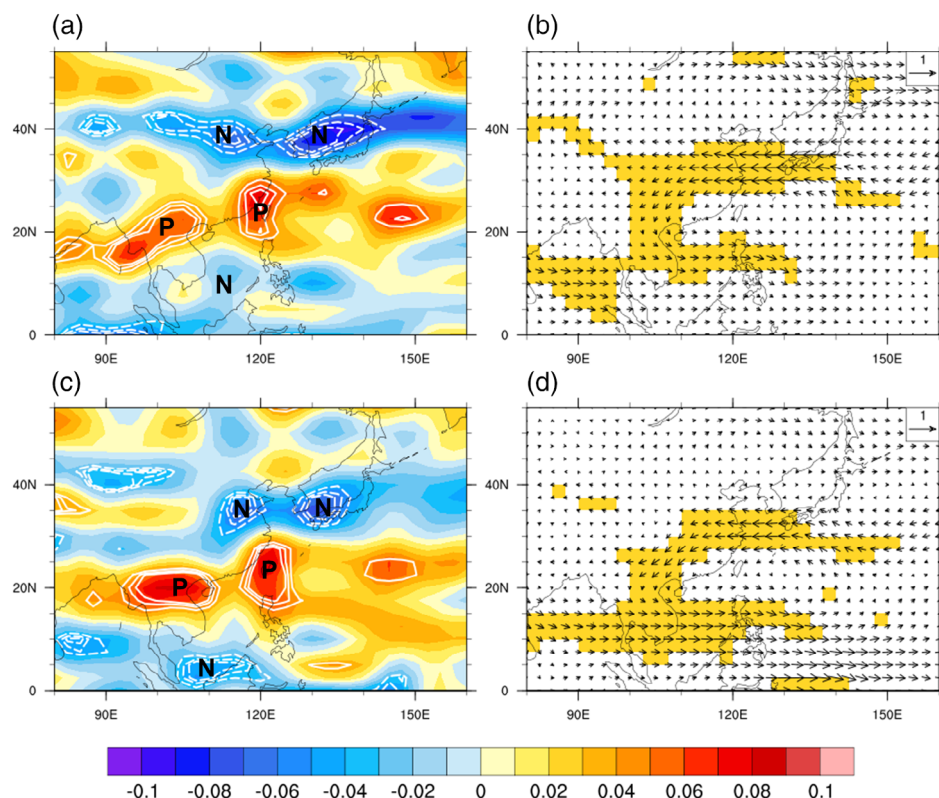 (a) (b)
1
40N N N 40N
P P
20N 20N
N
0 0
90E 120E 150E 90E 120E 150E
(c) (d)
1
40N N N 40N
P P
20N 20N
N
0 0
90E 120E 150E 90E 120E 150E
-0.1 -0.08 -0.06 -0.04 -0.02 0 0.02 0.04 0.06 0.08 0.1